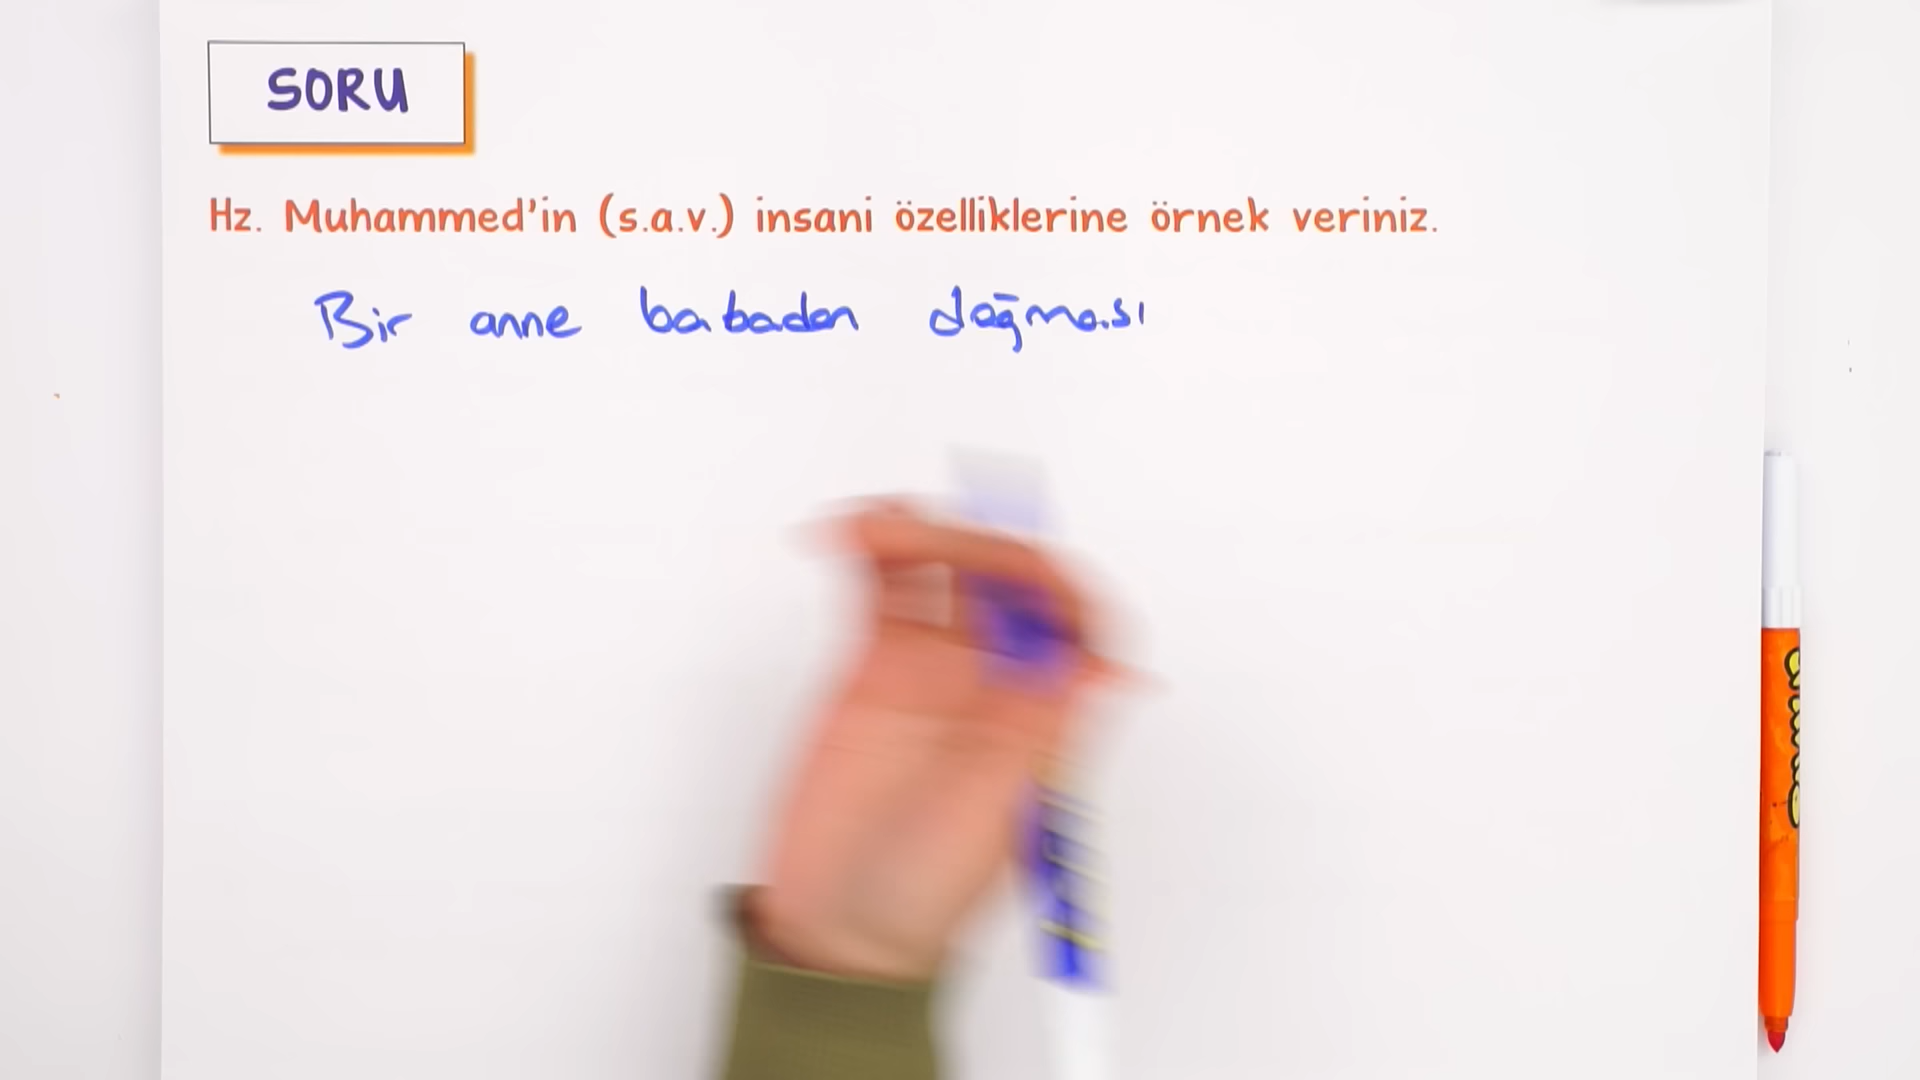 SORU
Hz. Muhammed'in (s.a.v.) insani özelliklerine örnek veriniz.
Bir anne babadan doğması